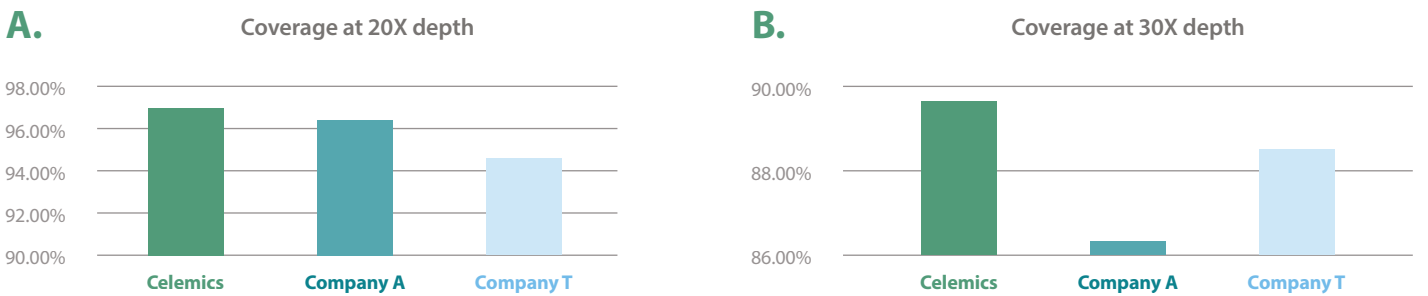 A.
Coverage at 20X depth
98.00%
96.00%
94.00%
92.00%
90.00%
Celemics Company A Company T
B.
Coverage at 30X depth
90.00%
88.00%
86.00%
Celemics Company A Company T